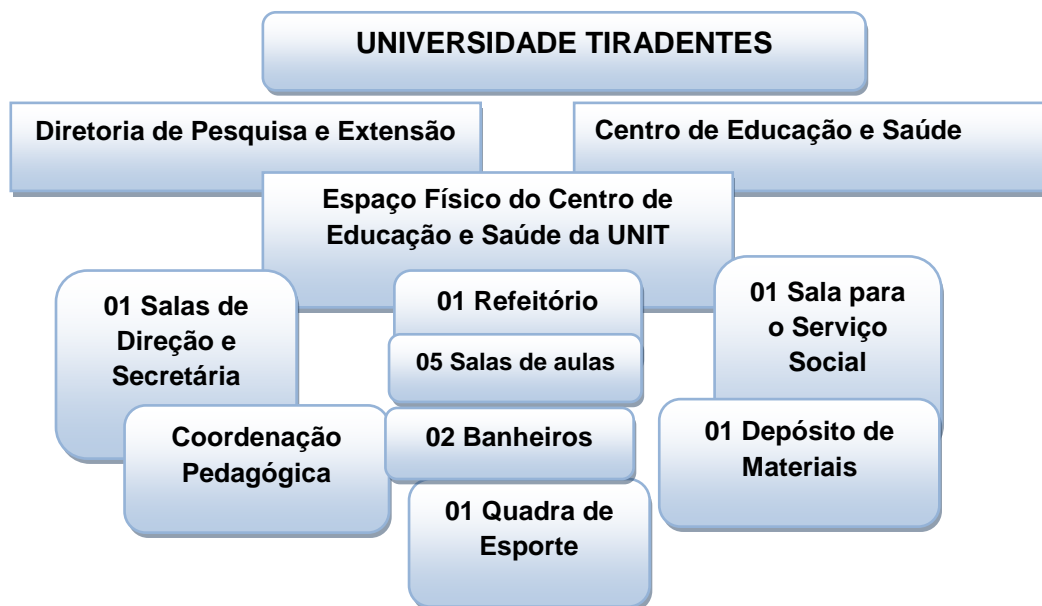 UNIVERSIDADE TIRADENTES
Diretoria de Pesquisa e Extensão
Centro de Educação e Saúde
Espaço Físico do Centro de
Educação e Saúde da UNIT
01 Salas de
Direção e
Secretária
01 Refeitório
01 Sala para
o Serviço
Social
05 Salas de aulas
Coordenação
Pedagógica
02 Banheiros
01 Depósito de
Materiais
01 Quadra de
Esporte